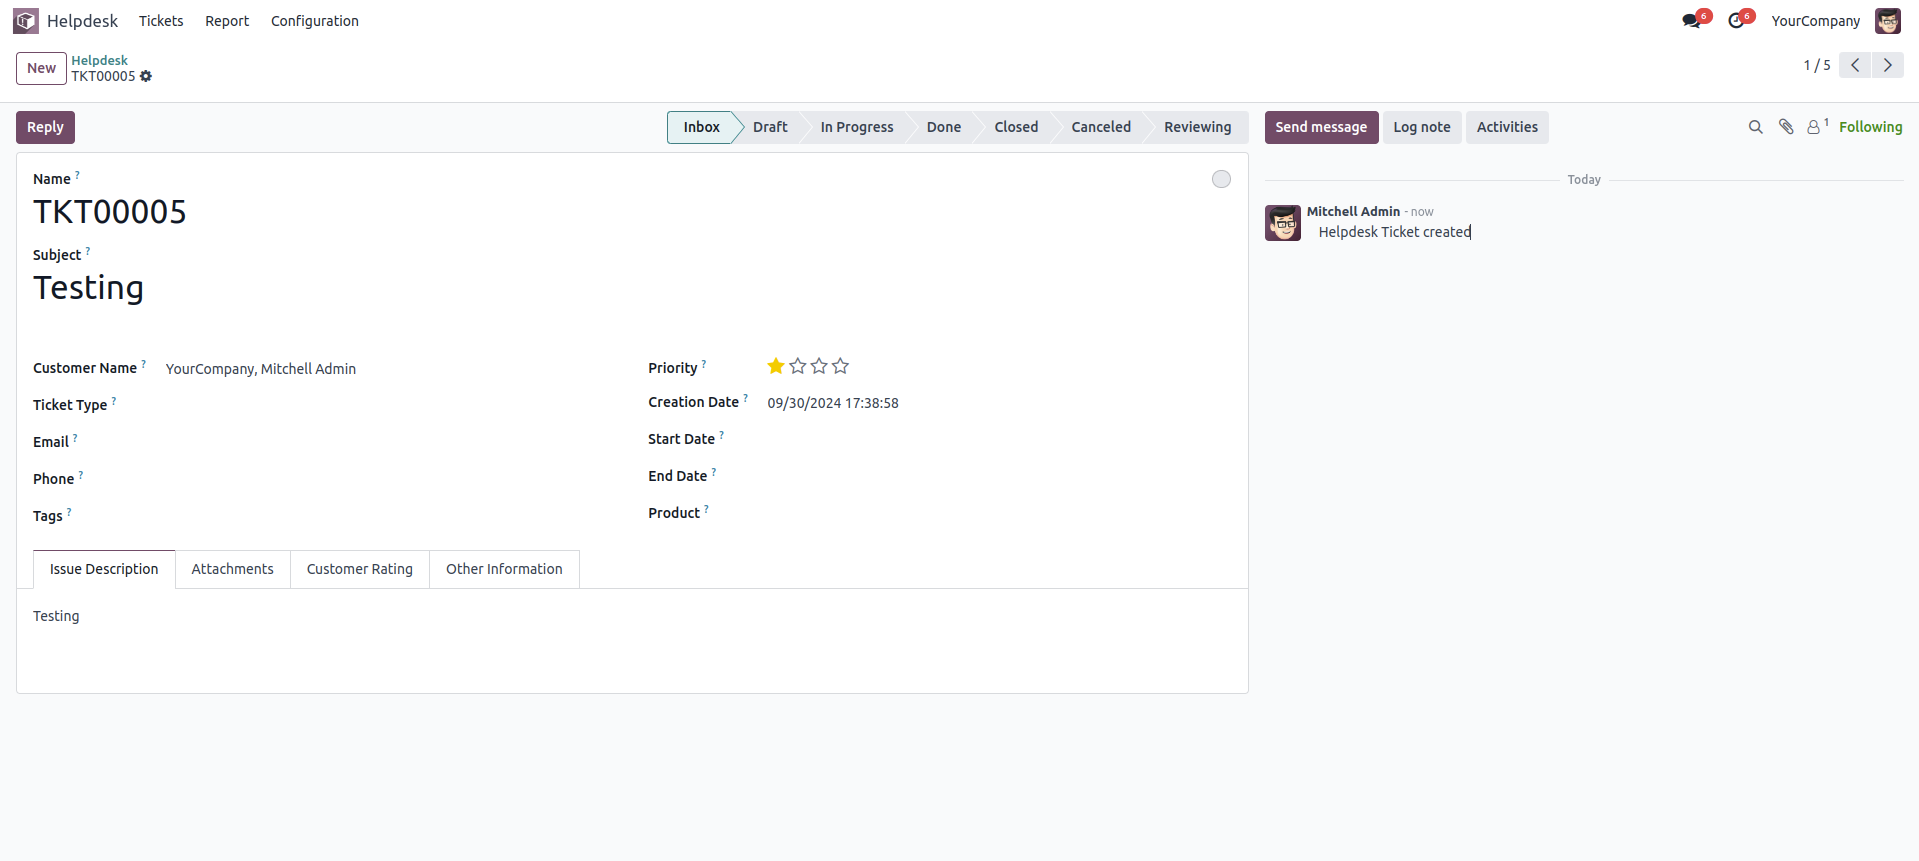 Helpdesk Tickets Report Configuration 6 6 YourCompany
New Helpdesk
TKT00005
1 / 5
Reply Inbox Draft In Progress Done Closed Canceled Reviewing Send message Log note Activities 1 Following
Name ?
TKT00005
Subject ?
Testing
Customer Name ? YourCompany, Mitchell Admin
Ticket Type ?
Email ?
Phone ?
Tags ?
Priority ?
Creation Date ? 09/30/2024 17:38:58
Start Date ?
End Date ?
Product ?
Issue Description Attachments Customer Rating Other Information
Testing
Today
Mitchell Admin - now
Helpdesk Ticket created